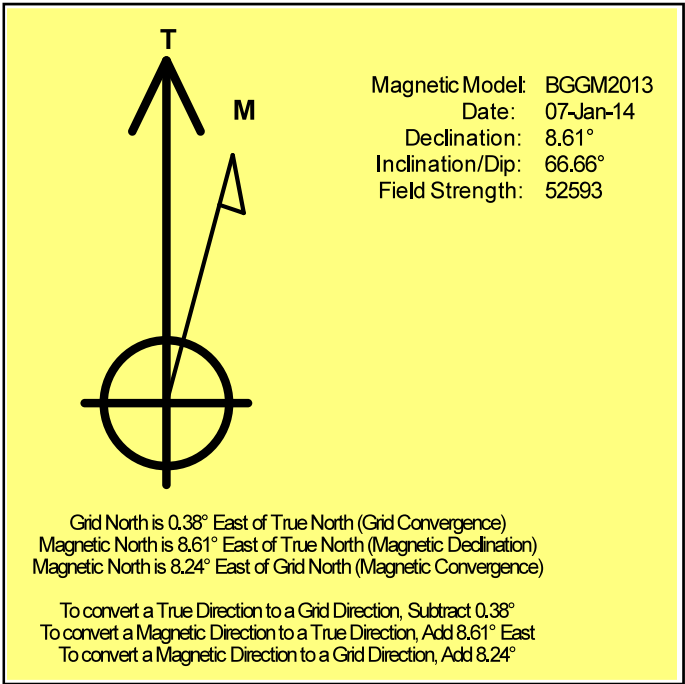 T
M
Magnetic Model: BGGM2013
Date: 07-Jan-14
Declination: 8.61°
Inclination/Dip: 66.66°
Field Strength: 52593
Grid North is 0.38° East of True North (Grid Convergence)
Magnetic North is 8.61° East of True North (Magnetic Declination)
Magnetic North is 8.24° East of Grid North (Magnetic Convergence)
To convert a True Direction to a Grid Direction, Subtract 0.38°
To convert a Magnetic Direction to a True Direction, Add 8.61° East
To convert a Magnetic Direction to a Grid Direction, Add 8.24°